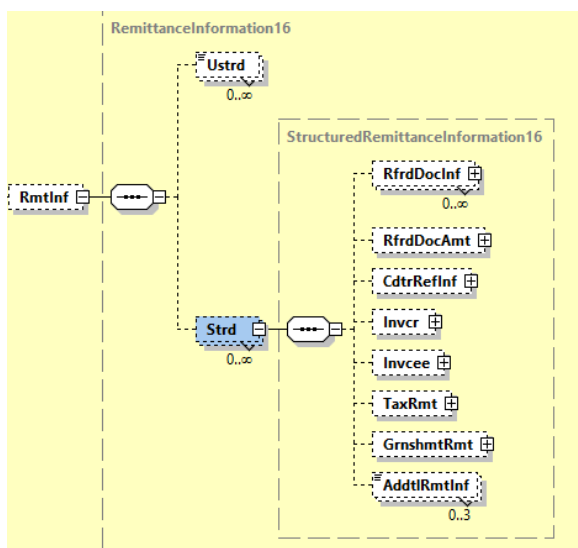 RemittanceInformation16
Ustrd
0..∞
StructuredRemittanceInformation16
RfrdDocInf
0..∞
RmtInf
RfrdDocAmt
CdtrRefInf
Strd
0..∞
Invcr
Invcee
TaxRmt
GrnshmtRmt
AddtlRmtInf
0..3